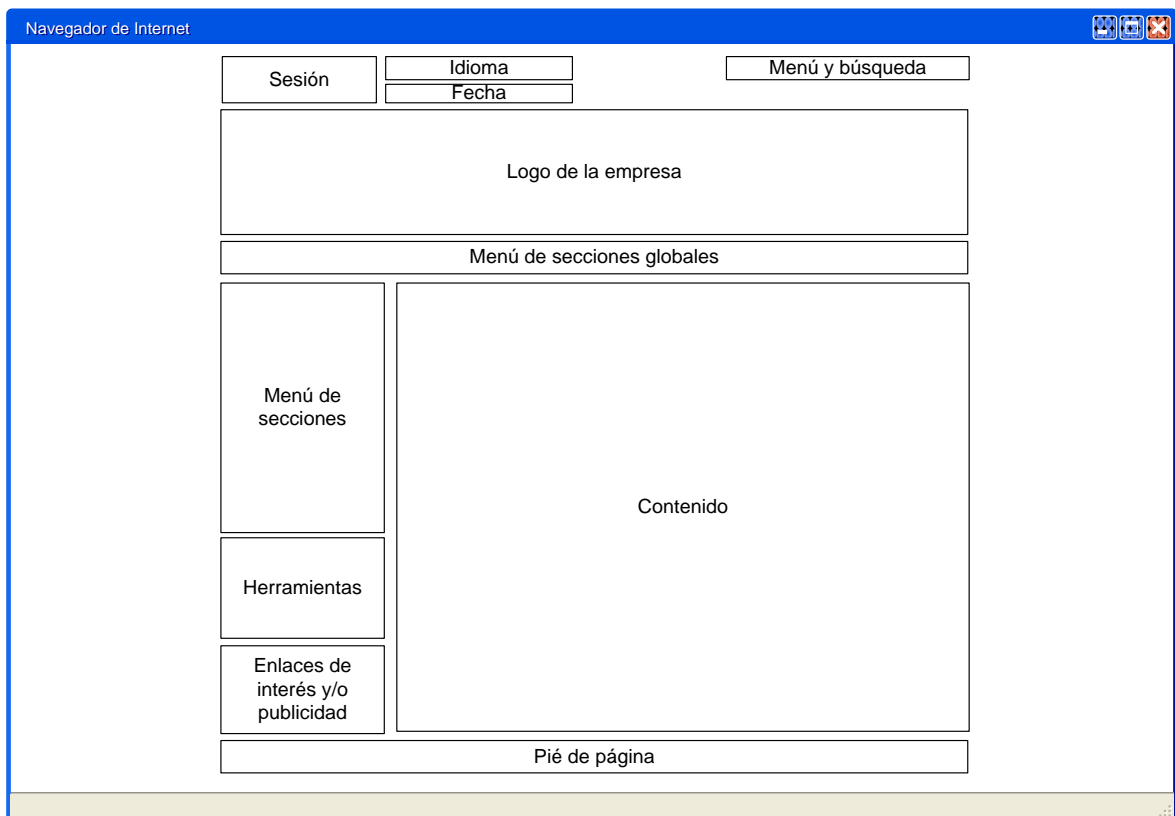 Navegador de Internet
Sesión
Idioma
Fecha
Menú y búsqueda
Logo de la empresa
Menú de secciones globales
Menú de
secciones
Contenido
Herramientas
Enlaces de
interés y/o
publicidad
Pié de página